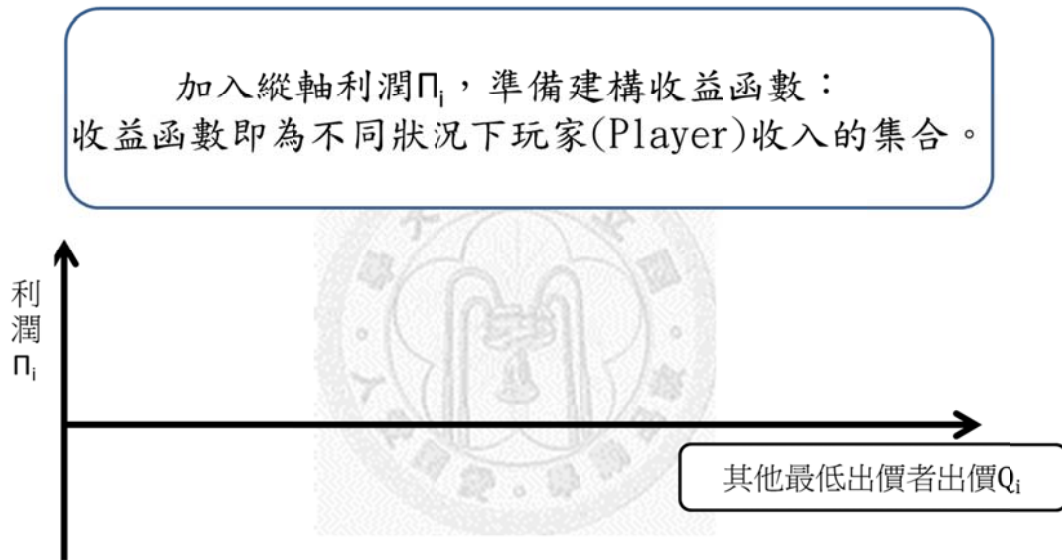 加入縱軸利潤Πi，準備建構收益函數：
收益函數即為不同狀況下玩家(Player)收入的集合。
利
潤
Πi
其他最低出價者出價Qi